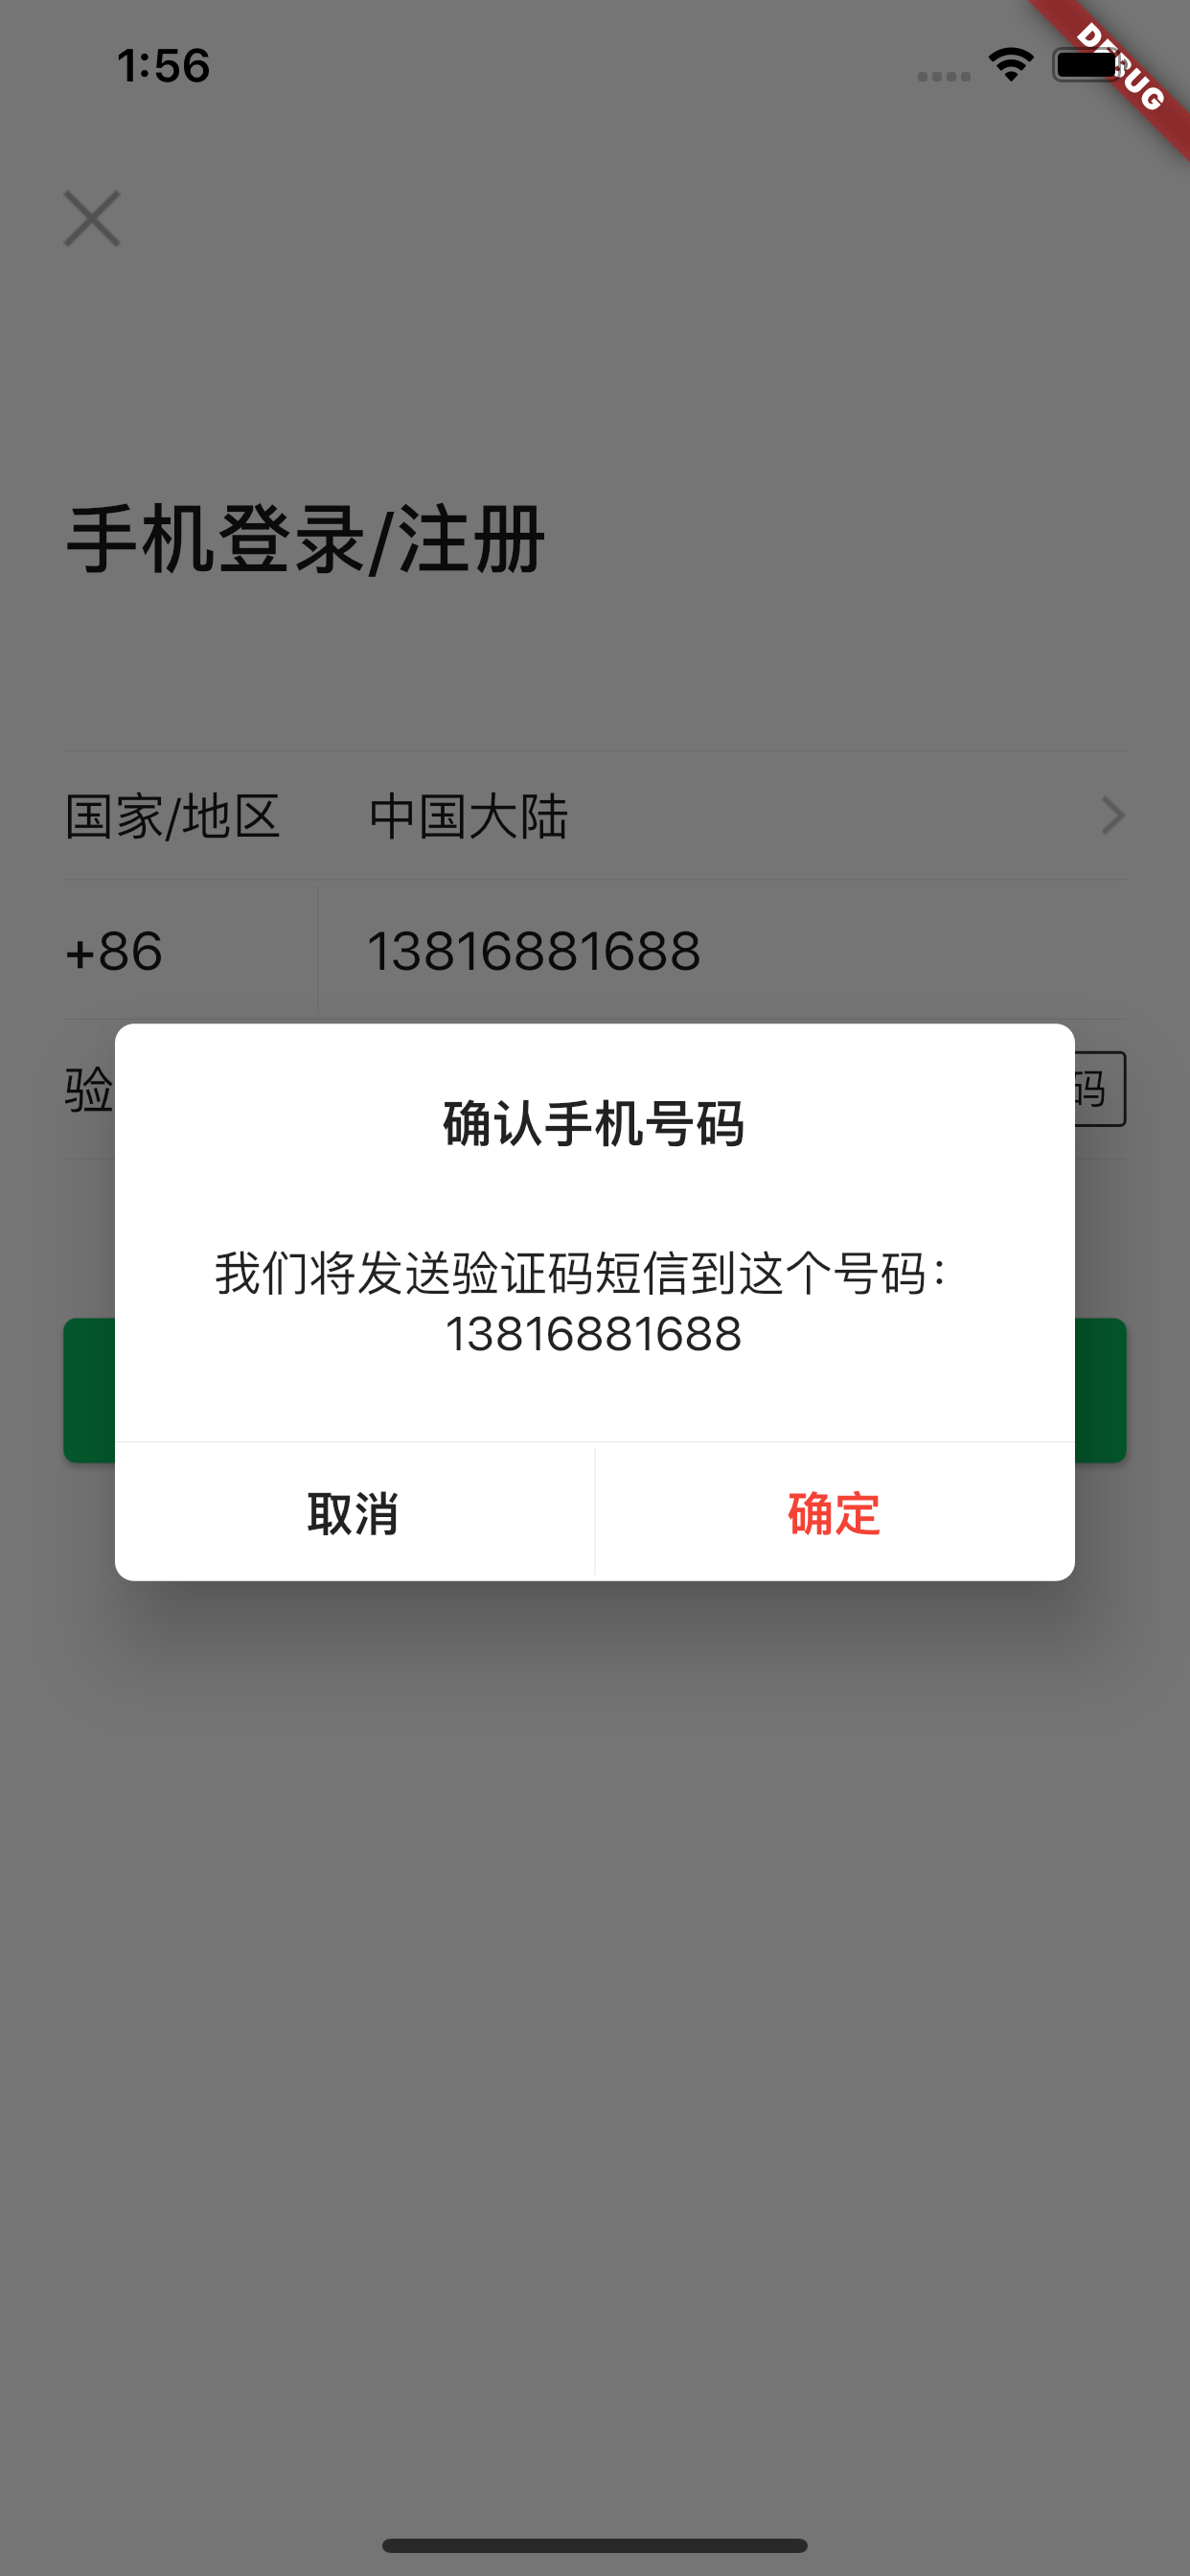 1:56
DEBUG
手机登录/注册
国家/地区 中国大陆
+86 13816881688
验 码
确认手机号码
我们将发送验证码短信到这个号码：
13816881688
取消 确定